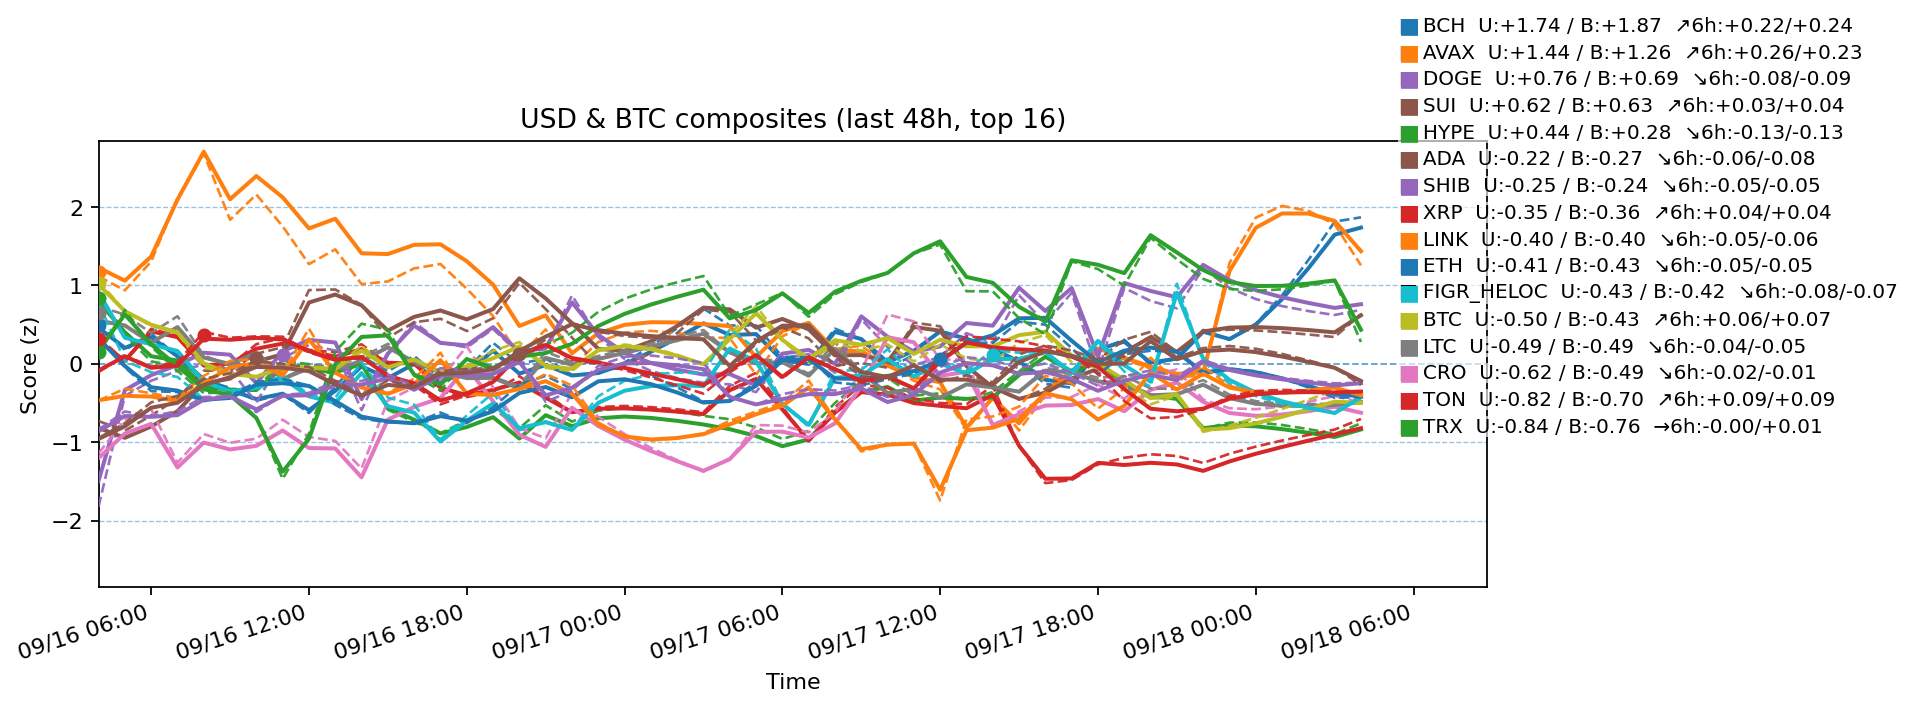 BCH U:+1.74 / B:+1.87 ↗6h:+0.22/+0.24
AVAX U:+1.44 / B:+1.26 ↗6h:+0.26/+0.23
DOGE U:+0.76 / B:+0.69 ↘6h:-0.08/-0.09
SUI U:+0.62 / B:+0.63 ↗6h:+0.03/+0.04
HYPE U:+0.44 / B:+0.28 ↘6h:-0.13/-0.13
ADA U:-0.22 / B:-0.27 ↘6h:-0.06/-0.08
SHIB U:-0.25 / B:-0.24 ↘6h:-0.05/-0.05
XRP U:-0.35 / B:-0.36 ↗6h:+0.04/+0.04
LINK U:-0.40 / B:-0.40 ↘6h:-0.05/-0.06
ETH U:-0.41 / B:-0.43 ↘6h:-0.05/-0.05
FIGR_HELOC U:-0.43 / B:-0.42 ↘6h:-0.08/-0.07
BTC U:-0.50 / B:-0.43 ↗6h:+0.06/+0.07
LTC U:-0.49 / B:-0.49 ↘6h:-0.04/-0.05
CRO U:-0.62 / B:-0.49 ↘6h:-0.02/-0.01
TON U:-0.82 / B:-0.70 ↗6h:+0.09/+0.09
TRX U:-0.84 / B:-0.76 →6h:-0.00/+0.01
USD & BTC composites (last 48h, top 16)
Score (z)
2
1
0
−1
−2
09/16 06:00
09/16 12:00
09/16 18:00
09/17 00:00
09/17 06:00
09/17 12:00
09/17 18:00
09/18 00:00
09/18 06:00
Time